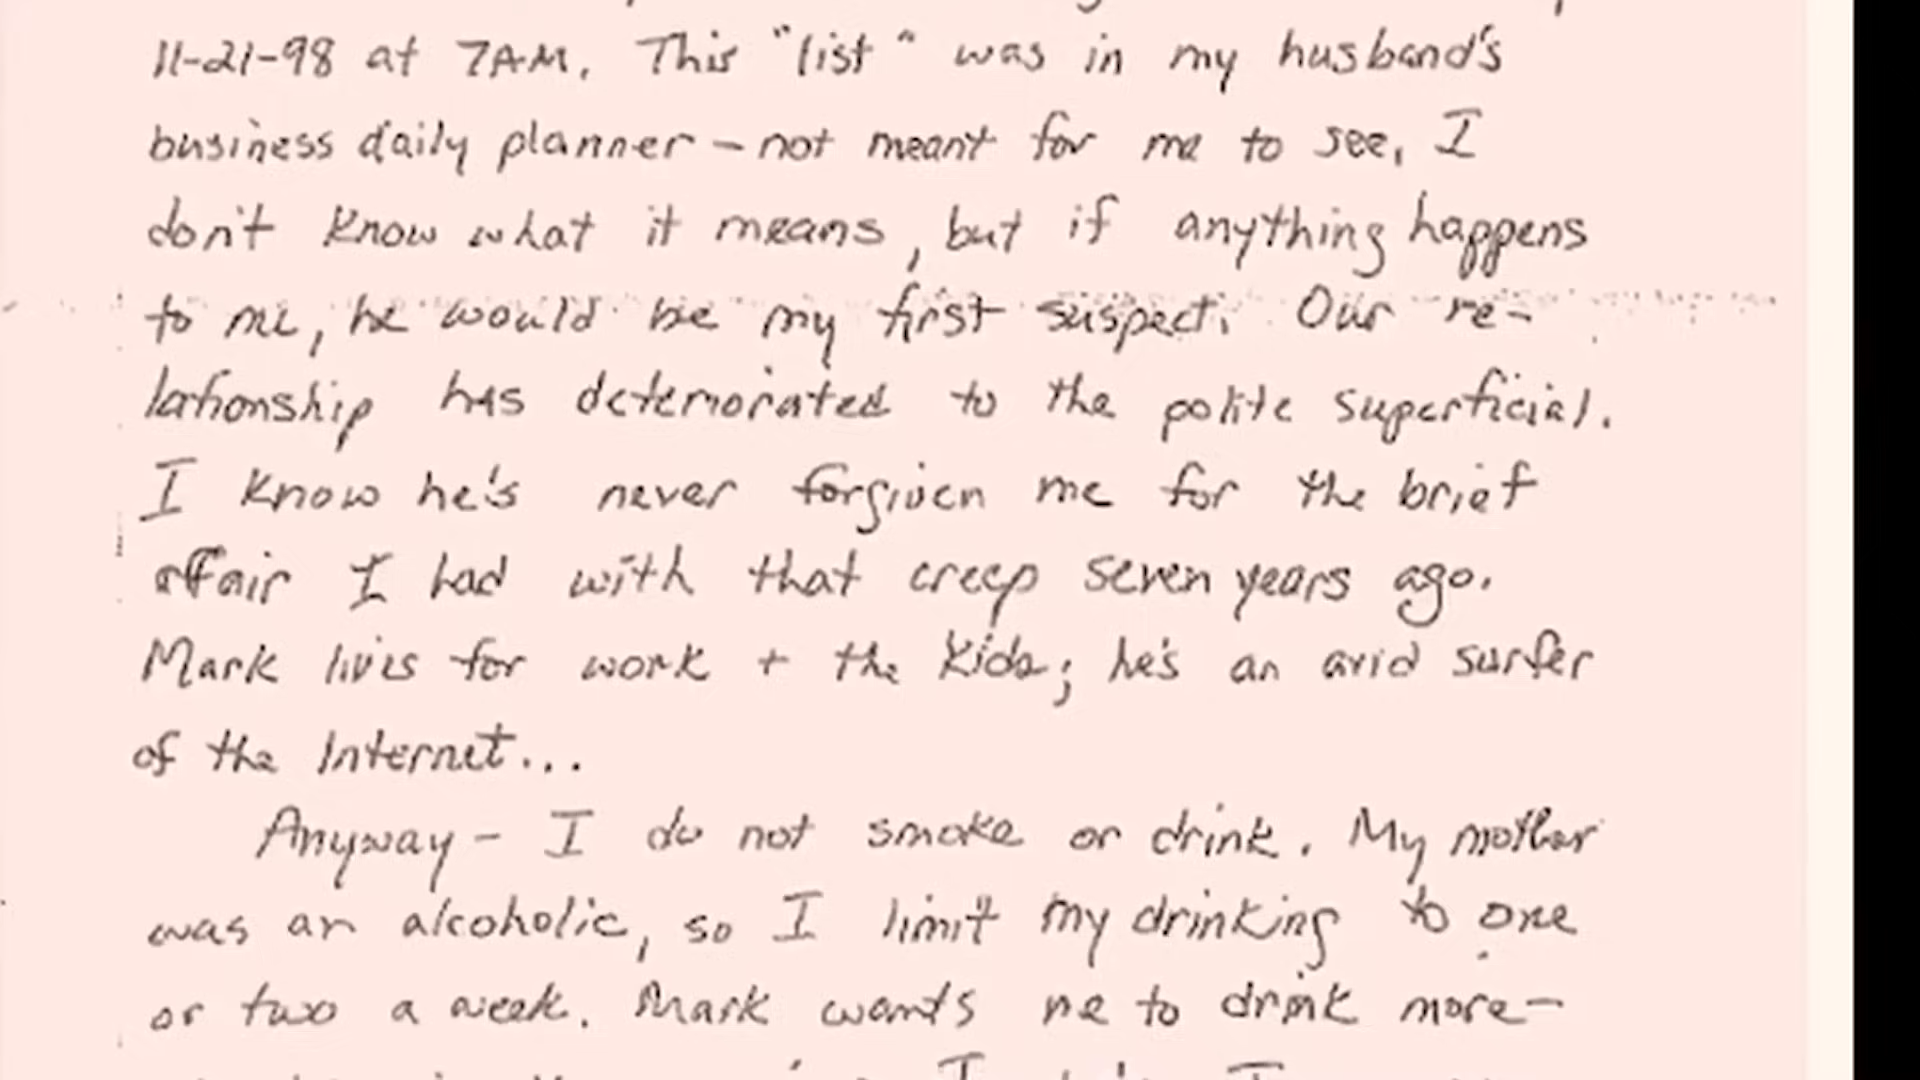 11-21-98 at 7AM. This "list" was in my husband's
business daily planner - not meant for me to see. I
don't know what it means, but if anything happens
to me, he would be my first suspect. Our re-
lationship has deteriorated to the polite superficial.
I know he's never forgiven me for the brief
affair I had with that creep seven years ago.
Mark lives for work + the kids; he's an avid surfer
of the Internet...
Anyway - I do not smoke or drink. My mother
was an alcoholic, so I limit my drinking to one
or two a week. Mark wants me to drink more -